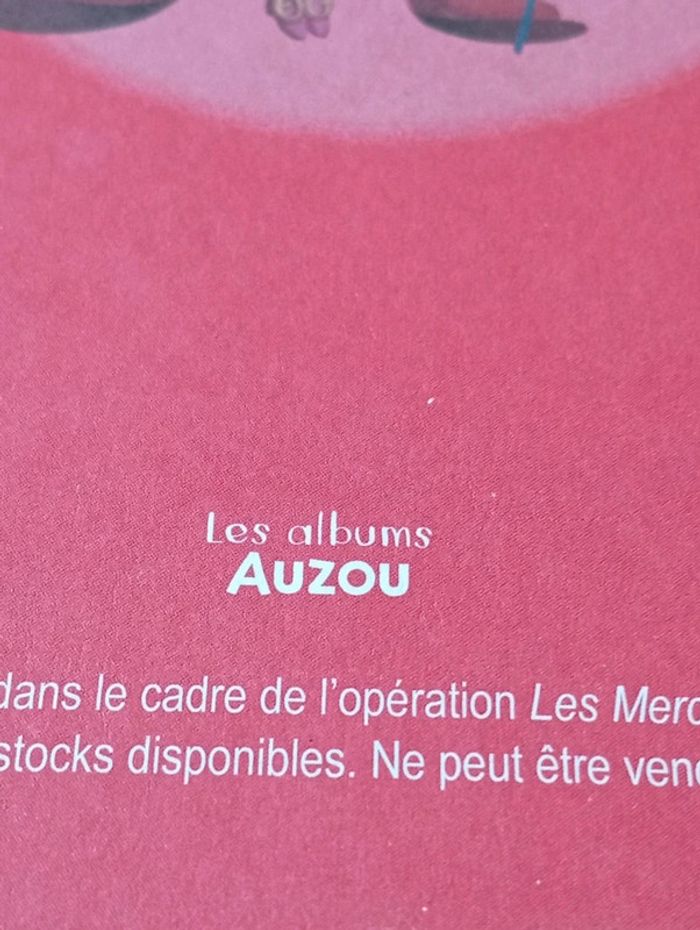 Les albums
AUZOU
dans le cadre de l'opération Les
stocks disponibles. Ne peut être